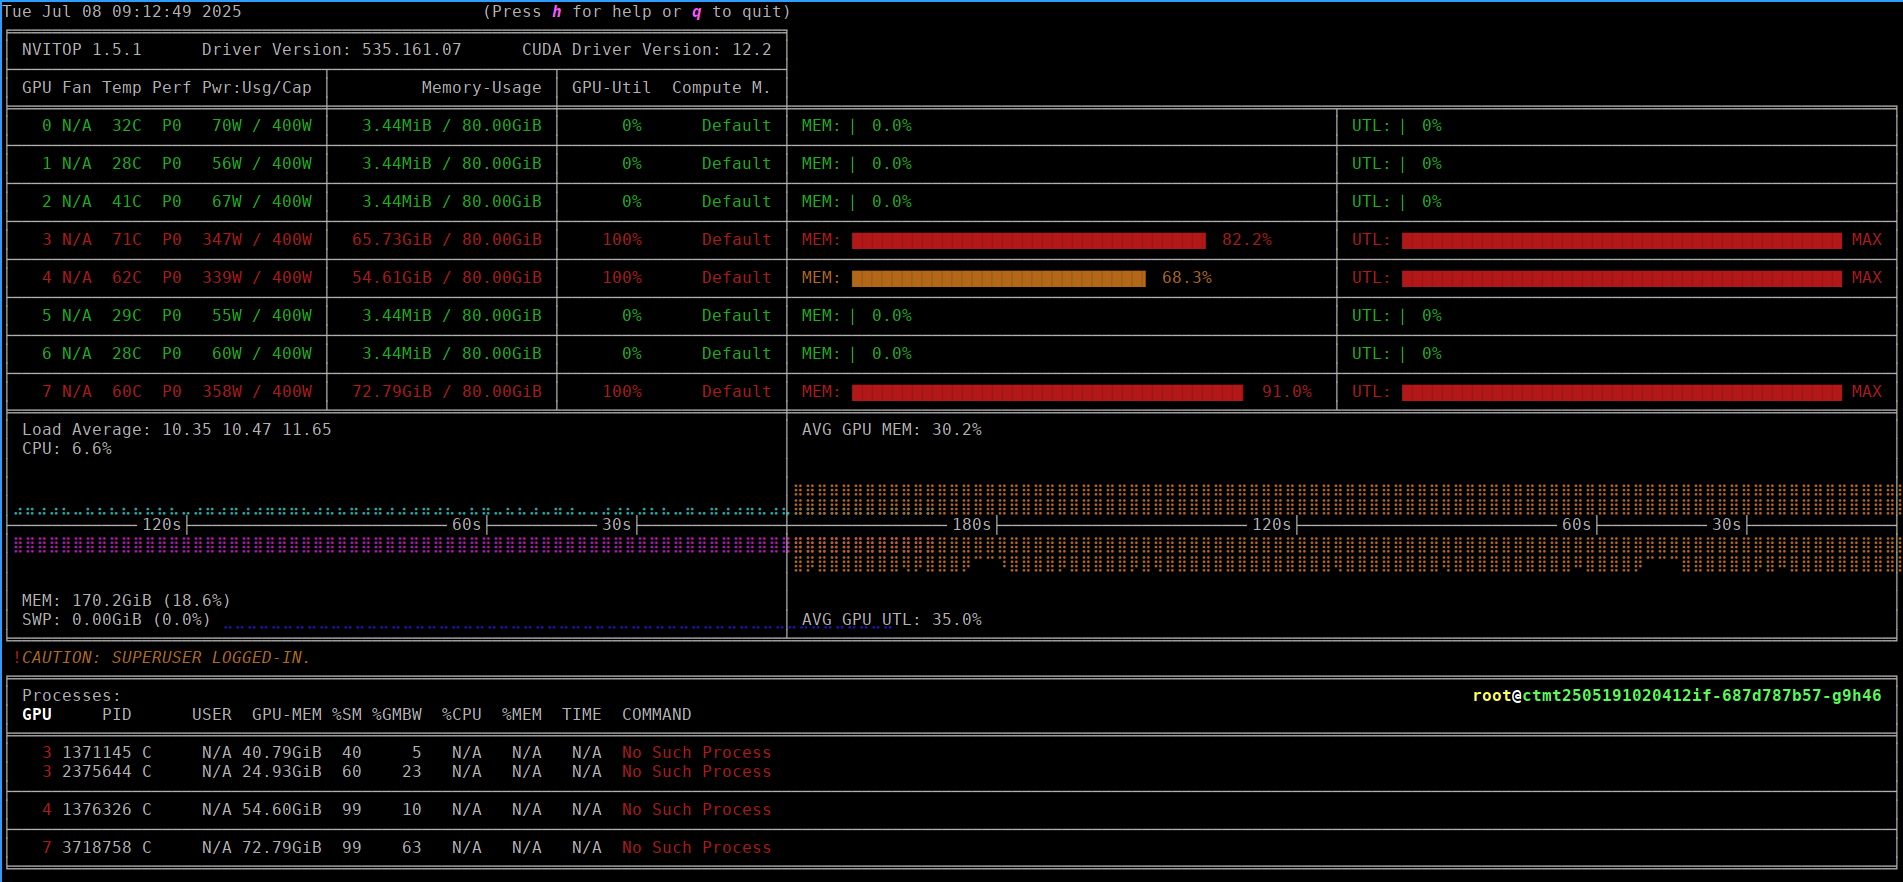 Tue Jul 08 09:12:49 2025 (Press h for help or q to quit)
NVITOP 1.5.1 Driver Version: 535.161.07 CUDA Driver Version: 12.2
GPU Fan Temp Perf Pwr:Usg/Cap Memory-Usage GPU-Util Compute M.
0 N/A 32C P0 70W / 400W 3.44MiB / 80.00GiB 0% Default MEM: 0.0% UTL: 0%
1 N/A 28C P0 56W / 400W 3.44MiB / 80.00GiB 0% Default MEM: 0.0% UTL: 0%
2 N/A 41C P0 67W / 400W 3.44MiB / 80.00GiB 0% Default MEM: 0.0% UTL: 0%
3 N/A 71C P0 347W / 400W 65.73GiB / 80.00GiB 100% Default MEM: 82.2% UTL: MAX
4 N/A 62C P0 339W / 400W 54.61GiB / 80.00GiB 100% Default MEM: 68.3% UTL: MAX
5 N/A 29C P0 55W / 400W 3.44MiB / 80.00GiB 0% Default MEM: 0.0% UTL: 0%
6 N/A 28C P0 60W / 400W 3.44MiB / 80.00GiB 0% Default MEM: 0.0% UTL: 0%
7 N/A 60C P0 358W / 400W 72.79GiB / 80.00GiB 100% Default MEM: 91.0% UTL: MAX
Load Average: 10.35 10.47 11.65 AVG GPU MEM: 30.2%
CPU: 6.6%
120s 60s 30s 180s 120s 60s 30s
MEM: 170.2GiB (18.6%)
SWP: 0.00GiB (0.0%) AVG GPU UTL: 35.0%
!CAUTION: SUPERUSER LOGGED-IN.
Processes: root@ctmt2505191020412if-687d787b57-g9h46
GPU PID USER GPU-MEM %SM %GMBW %CPU %MEM TIME COMMAND
3 1371145 C N/A 40.79GiB 40 5 N/A N/A N/A No Such Process
3 2375644 C N/A 24.93GiB 60 23 N/A N/A N/A No Such Process
4 1376326 C N/A 54.60GiB 99 10 N/A N/A N/A No Such Process
7 3718758 C N/A 72.79GiB 99 63 N/A N/A N/A No Such Process